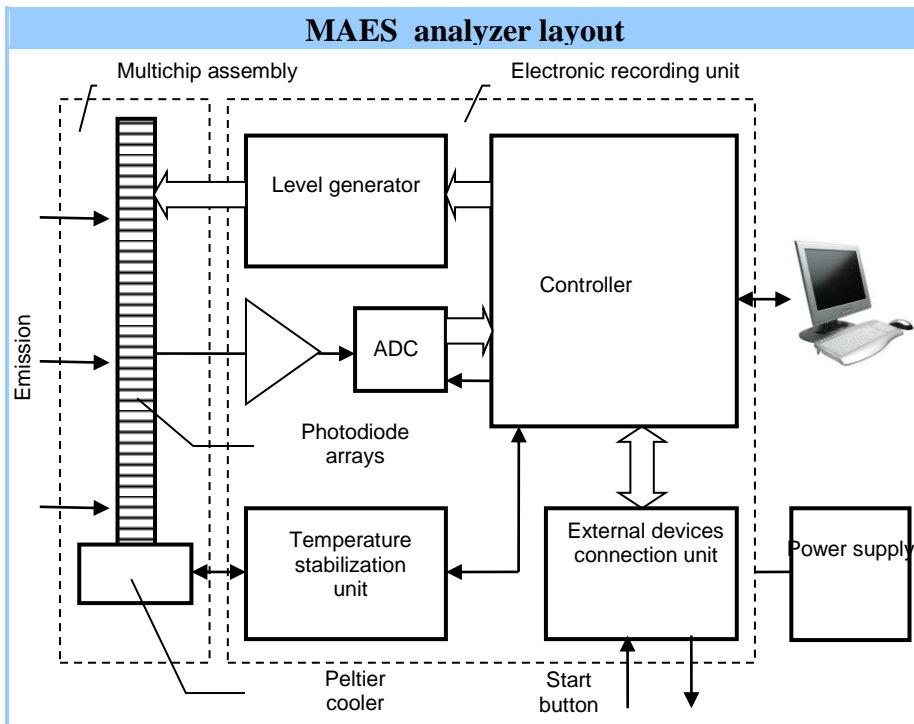 MAES analyzer layout
Multichip assembly
Electronic recording unit
Level generator
Controller
Emission
ADC
Photodiode
arrays
Temperature
stabilization
unit
External devices
connection unit
Power supply
Peltier
cooler
Start
button